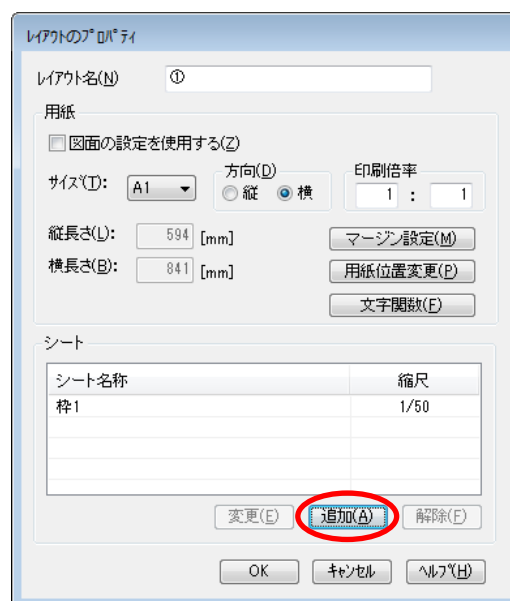 レイアウトのプロパティ
レイアウト名(N) ①
用紙
図面の設定を使用する(Z)
サイズ(T): A1 方向(D) 縦 横 印刷倍率 1 : 1
縦長さ(L): 594 [mm] マージン設定(M)
横長さ(B): 841 [mm] 用紙位置変更(P)
文字関数(F)
シート
シート名称 縮尺
枠1 1/50
変更(E) 追加(A) 解除(F)
OK キャンセル ヘルプ(H)